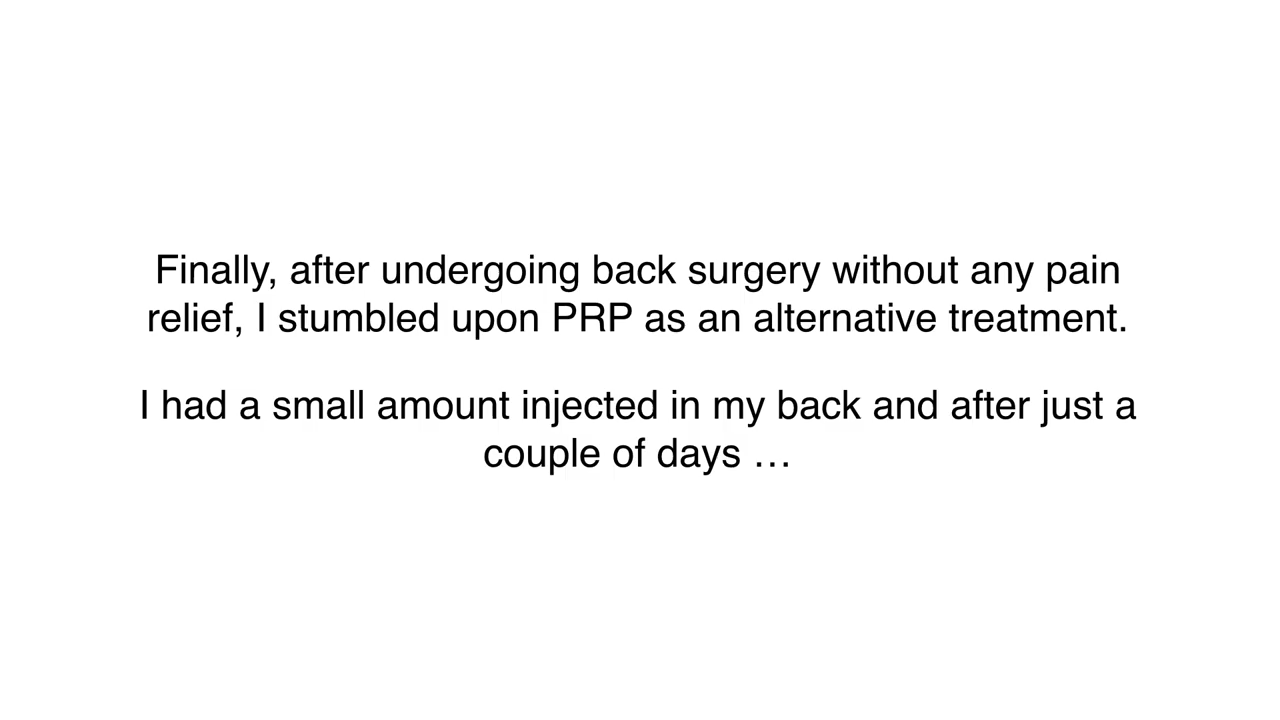 Finally, after undergoing back surgery without any pain
relief, I stumbled upon PRP as an alternative treatment.
I had a small amount injected in my back and after just a
couple of days …